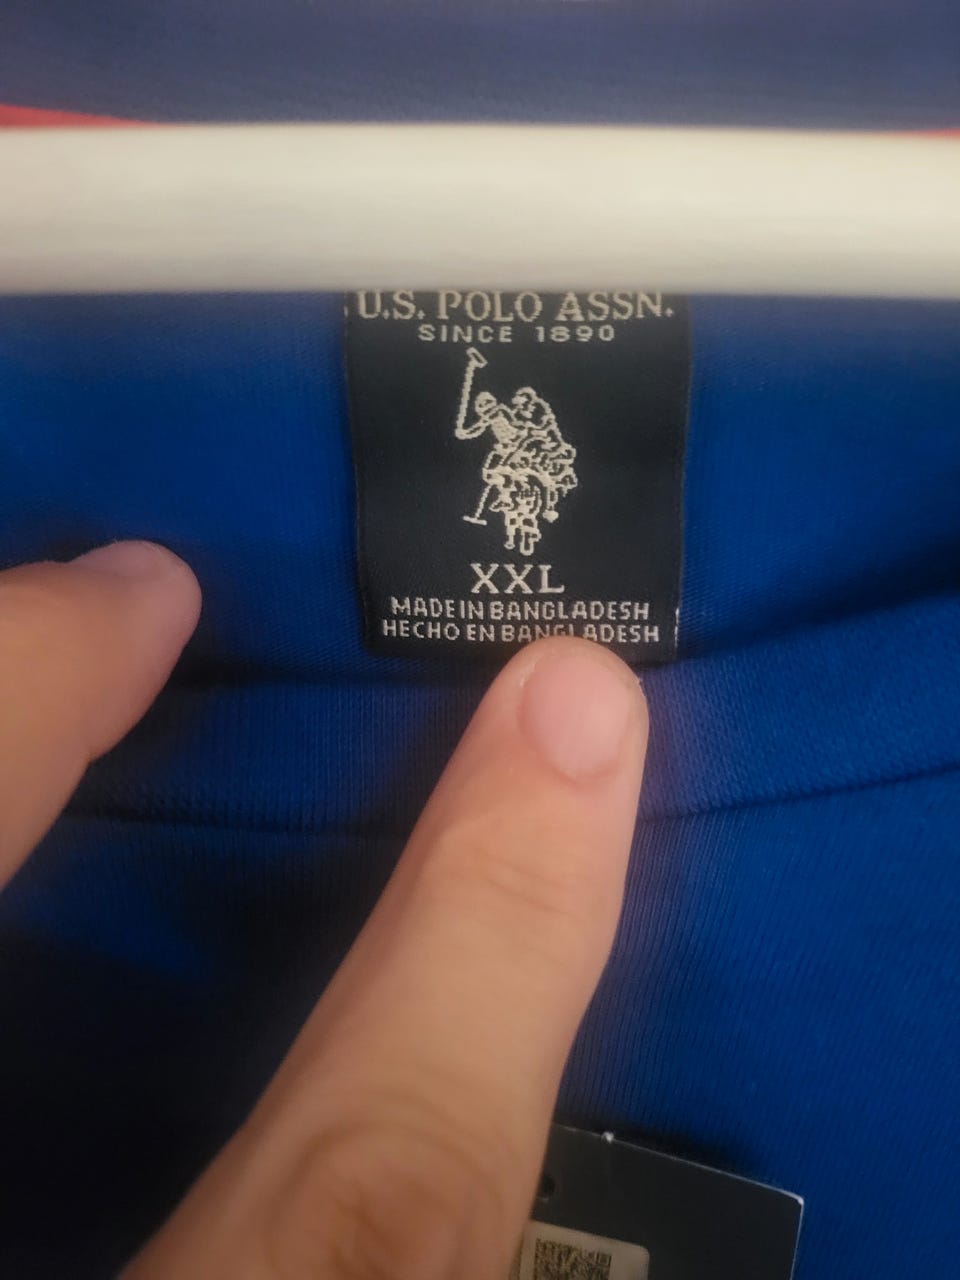 U.S. POLO ASSN.
SINCE 1890
XXL
MADE IN BANGLADESH
HECHO EN BANGLADESH